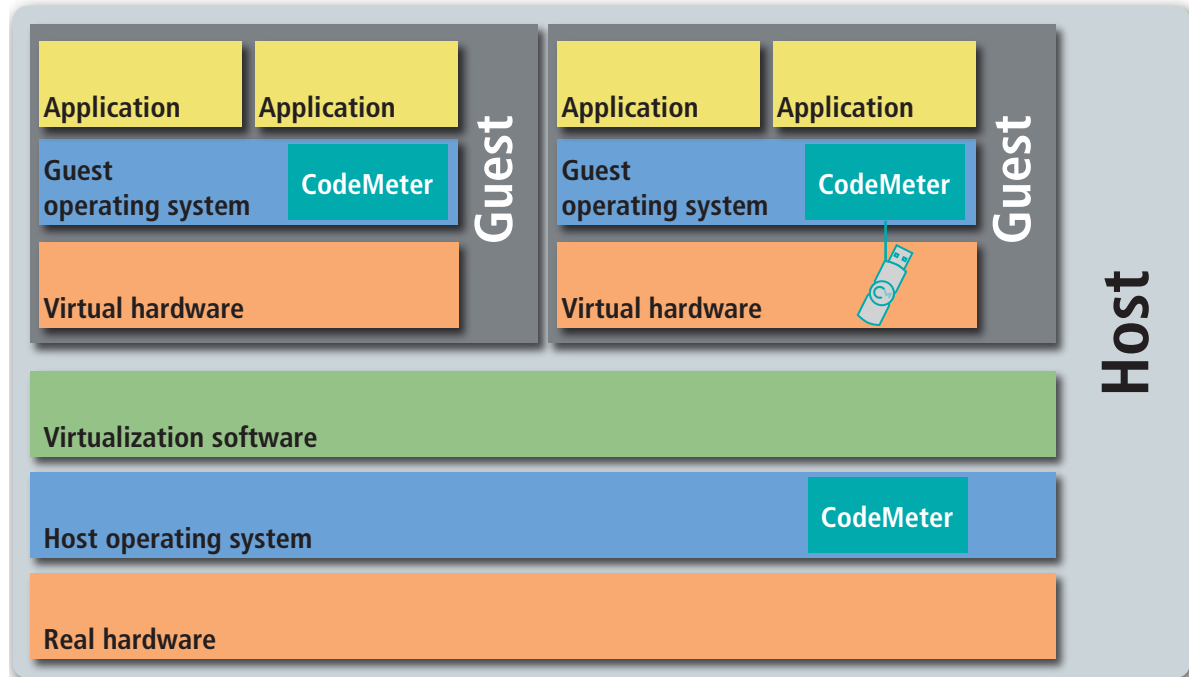 Application
Application
Guest
operating system
CodeMeter
Virtual hardware
Guest
Application
Application
Guest
operating system
CodeMeter
Virtual hardware
Guest
Host
Virtualization software
Host operating system
CodeMeter
Real hardware